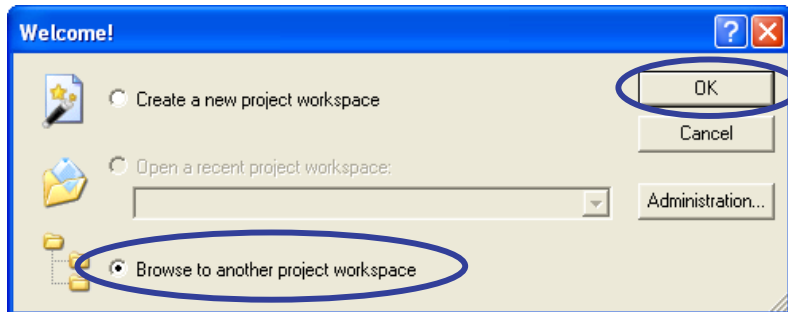 Welcome!
Create a new project workspace
OK
Cancel
Open a recent project workspace:
Administration...
Browse to another project workspace